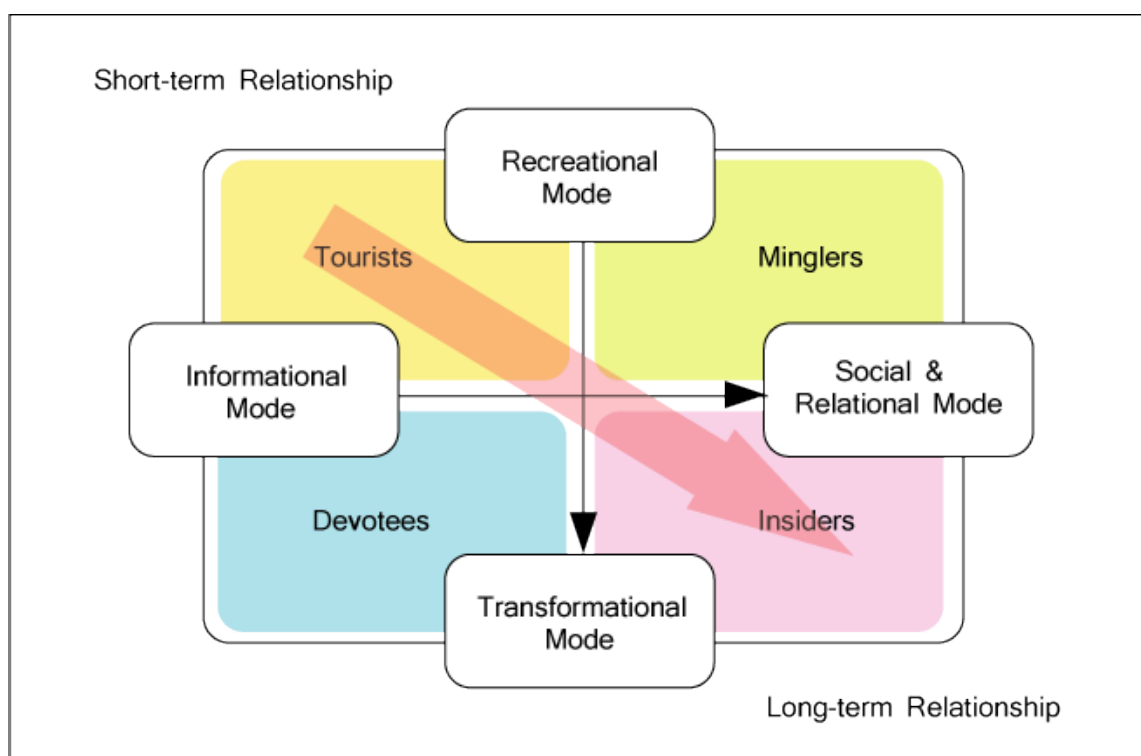 Short-term Relationship
Recreational
Mode
Tourists
Minglers
Informational
Mode
Social &
Relational Mode
Devotees
Insiders
Transformational
Mode
Long-term Relationship